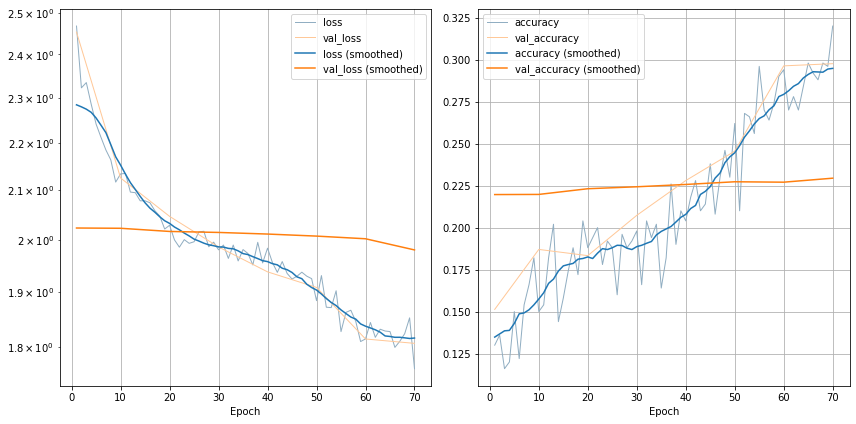 2.5 × 10⁰
2.4 × 10⁰
2.3 × 10⁰
2.2 × 10⁰
2.1 × 10⁰
2 × 10⁰
1.9 × 10⁰
1.8 × 10⁰
loss
val_loss
loss (smoothed)
val_loss (smoothed)
0 10 20 30 40 50 60 70
Epoch
0.325
0.300
0.275
0.250
0.225
0.200
0.175
0.150
0.125
accuracy
val_accuracy
accuracy (smoothed)
val_accuracy (smoothed)
0 10 20 30 40 50 60 70
Epoch